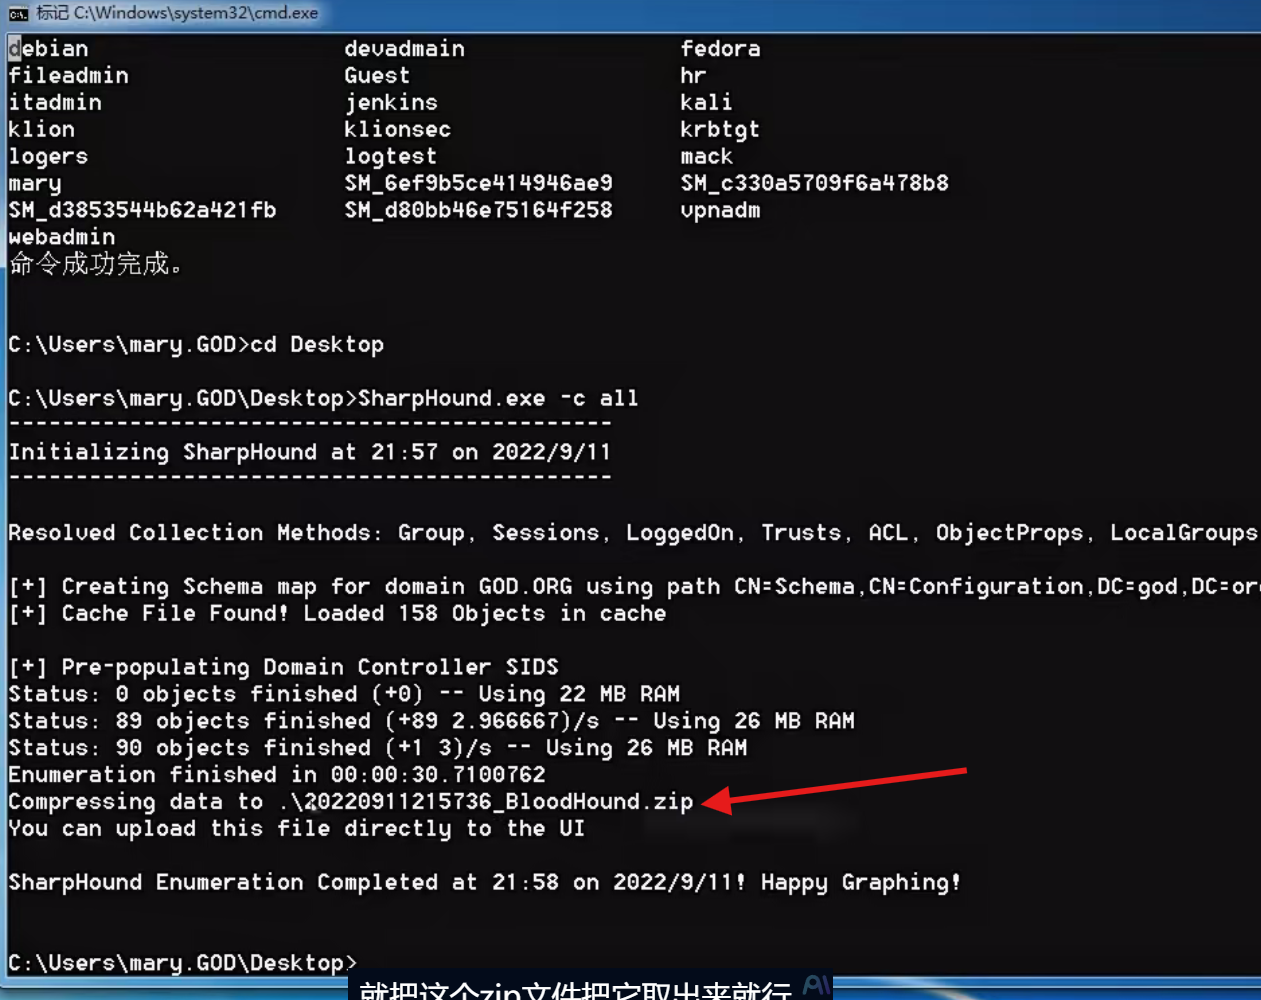 标记 C:\Windows\system32\cmd.exe
debian devadmain fedora
fileadmin Guest hr
itadmin jenkins kali
klion klionsec krbtgt
logers logtest mack
mary SM_6ef9b5ce414946ae9 SM_c330a5709f6a478b8
SM_d3853544b62a421fb SM_d80bb46e75164f258 vpnadm
webadmin
命令成功完成。
C:\Users\mary.GOD>cd Desktop
C:\Users\mary.GOD\Desktop>SharpHound.exe -c all
---------------------------------------------
Initializing SharpHound at 21:57 on 2022/9/11
---------------------------------------------
Resolved Collection Methods: Group, Sessions, LoggedOn, Trusts, ACL, ObjectProps, LocalGroups
[+] Creating Schema map for domain GOD.ORG using path CN=Schema,CN=Configuration,DC=god,DC=or
[+] Cache File Found! Loaded 158 Objects in cache
[+] Pre-populating Domain Controller SIDS
Status: 0 objects finished (+0) -- Using 22 MB RAM
Status: 89 objects finished (+89 2.966667)/s -- Using 26 MB RAM
Status: 90 objects finished (+1 3)/s -- Using 26 MB RAM
Enumeration finished in 00:00:30.7100762
Compressing data to .\20220911215736_BloodHound.zip
You can upload this file directly to the UI
SharpHound Enumeration Completed at 21:58 on 2022/9/11! Happy Graphing!
C:\Users\mary.GOD\Desktop>
就把这个zip文件把它取出来就行 AI